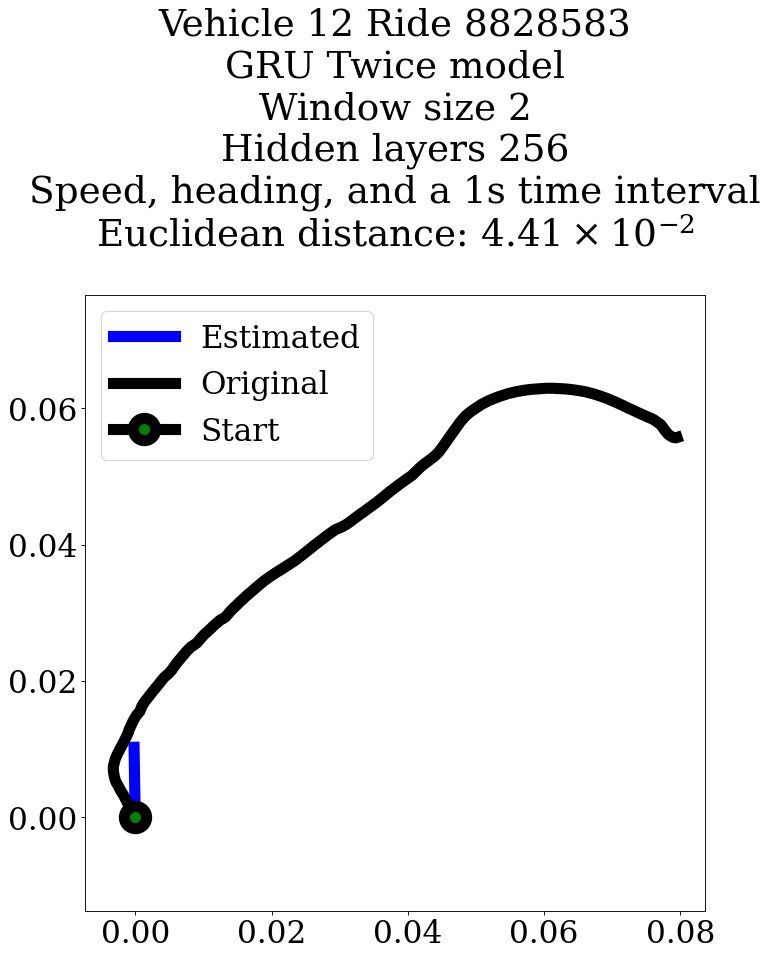 Vehicle 12 Ride 8828583
GRU Twice model
Window size 2
Hidden layers 256
Speed, heading, and a 1s time interval
Euclidean distance: 4.41 × 10⁻²
Estimated
Original
Start
0.06
0.04
0.02
0.00
0.00 0.02 0.04 0.06 0.08